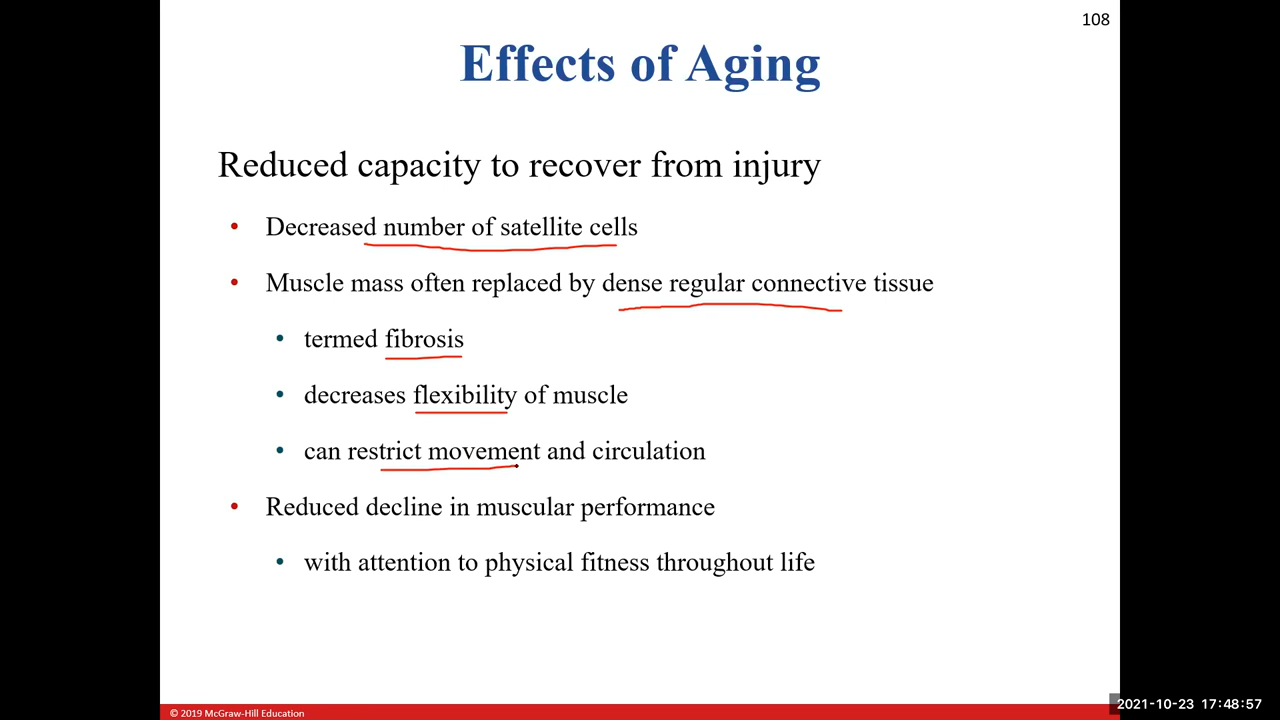 108
Effects of Aging
Reduced capacity to recover from injury
• Decreased number of satellite cells
• Muscle mass often replaced by dense regular connective tissue
• termed fibrosis
• decreases flexibility of muscle
• can restrict movement and circulation
• Reduced decline in muscular performance
• with attention to physical fitness throughout life
© 2019 McGraw-Hill Education
2021-10-23 17:48:57